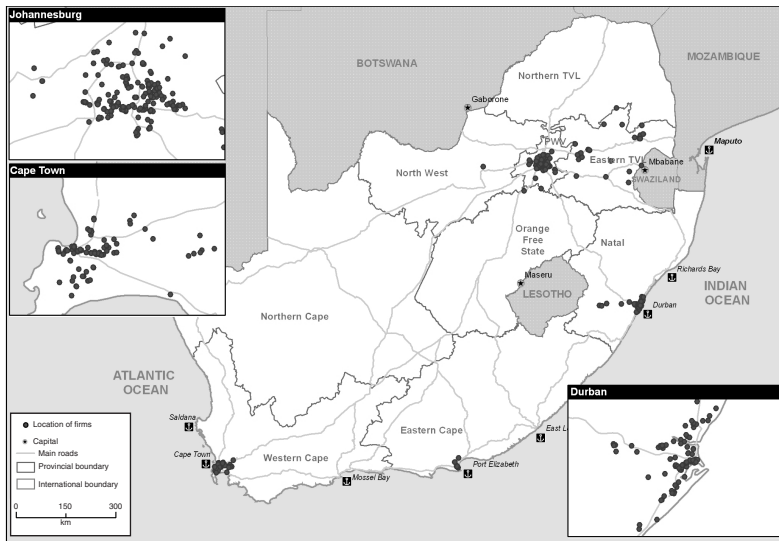 Johannesburg
Cape Town
BOTSWANA
MOZAMBIQUE
Northern TVL
Gaborone
PWV
Maputo
Eastern TVL
Mbabane
SWAZILAND
North West
Orange
Free
State
Natal
Richards Bay
Maseru
LESOTHO
Durban
INDIAN
OCEAN
Northern Cape
ATLANTIC
OCEAN
Durban
Location of firms
Capital
Main roads
Provincial boundary
International boundary
0 150 300
km
Saldana
Cape Town
Western Cape
Eastern Cape
East L
Mossel Bay
Port Elizabeth